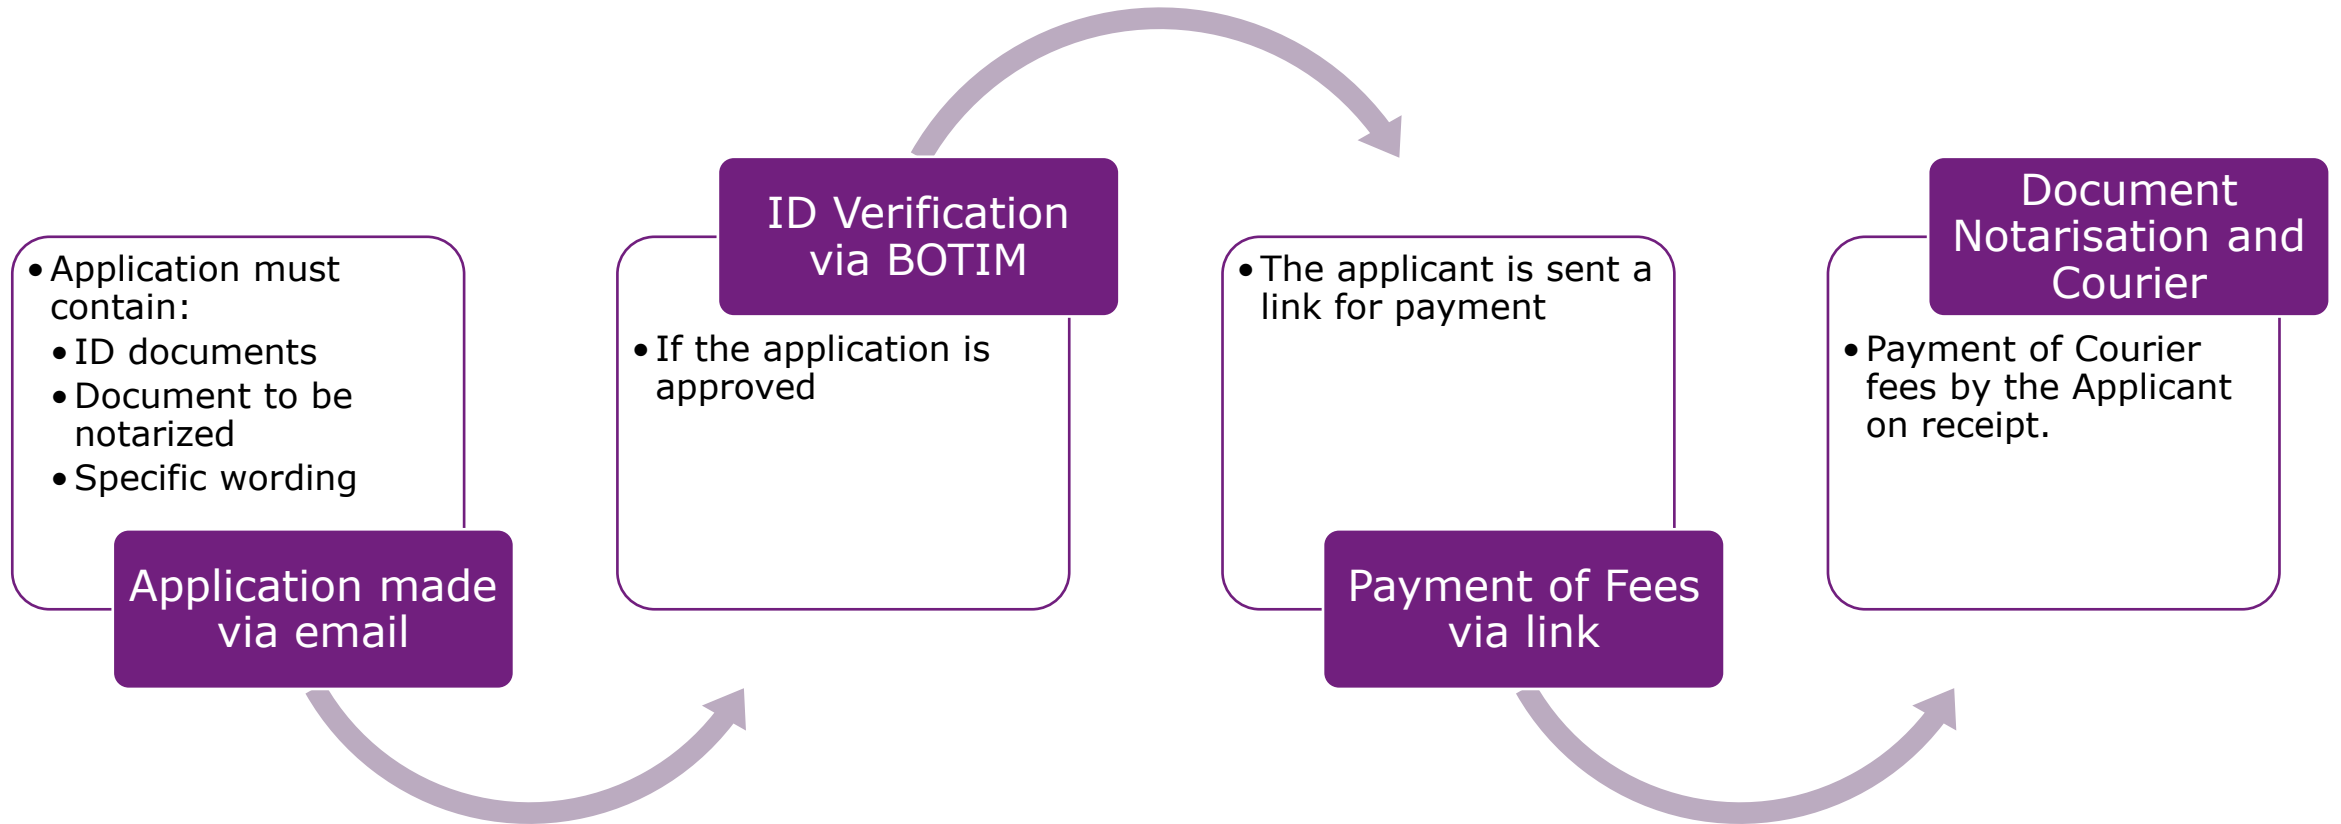 • Application must
contain:
• ID documents
• Document to be
notarized
• Specific wording
Application made
via email
ID Verification
via BOTIM
• If the application is
approved
• The applicant is sent a
link for payment
Payment of Fees
via link
Document
Notarisation and
Courier
• Payment of Courier
fees by the Applicant
on receipt.